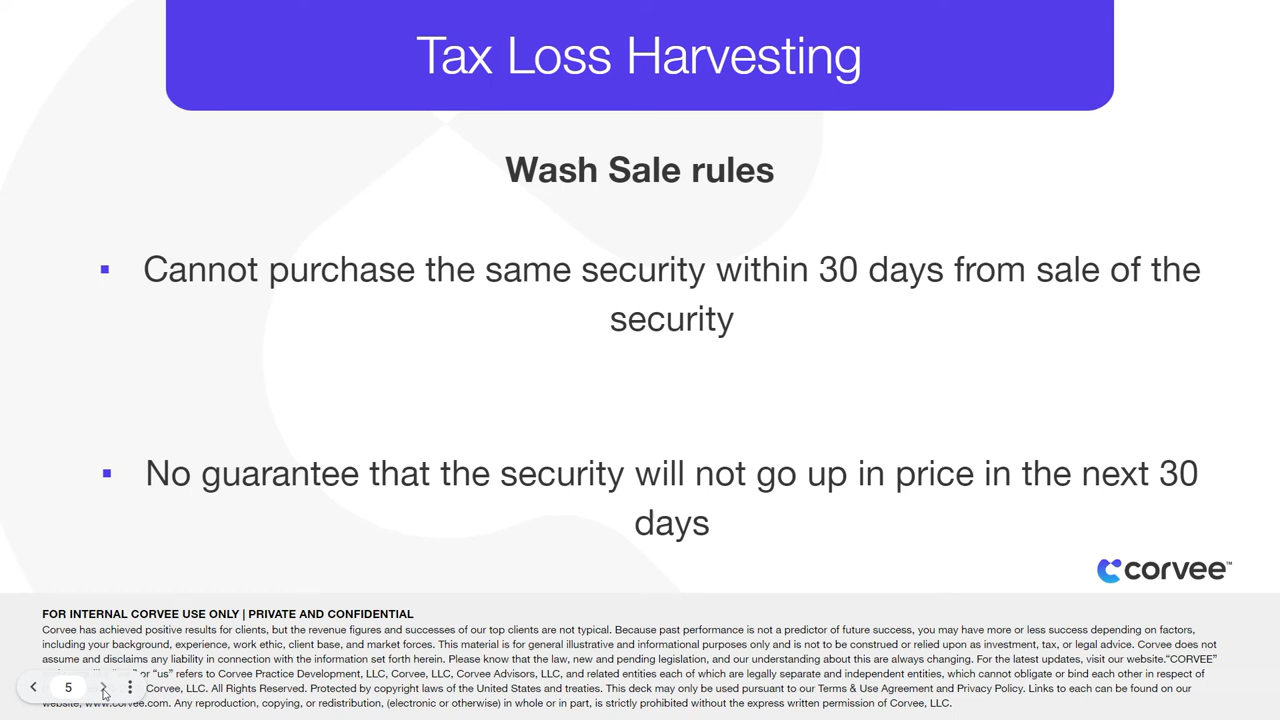 Tax Loss Harvesting
Wash Sale rules
▪ Cannot purchase the same security within 30 days from sale of the
security
▪ No guarantee that the security will not go up in price in the next 30
days
corvee™
FOR INTERNAL CORVEE USE ONLY | PRIVATE AND CONFIDENTIAL
Corvee has achieved positive results for clients, but the revenue figures and successes of our top clients are not typical. Because past performance is not a predictor of future success, you may have more or less success depending on factors,
including your background, experience, work ethic, client base, and market forces. This material is for general illustrative and informational purposes only and is not to be construed or relied upon as investment, tax, or legal advice. Corvee does not
assume and disclaims any liability in connection with the information set forth herein. Please know that the law, new and pending legislation, and our understanding about this are always changing. For the latest updates, visit our website.“CORVEE”
or “us” refers to Corvee Practice Development, LLC, Corvee, LLC, Corvee Advisors, LLC, and related entities each of which are legally separate and independent entities, which cannot obligate or bind each other in respect of
5
Corvee, LLC. All Rights Reserved. Protected by copyright laws of the United States and treaties. This deck may only be used pursuant to our Terms & Use Agreement and Privacy Policy. Links to each can be found on our
website, www.corvee.com. Any reproduction, copying, or redistribution, (electronic or otherwise) in whole or in part, is strictly prohibited without the express written permission of Corvee, LLC.